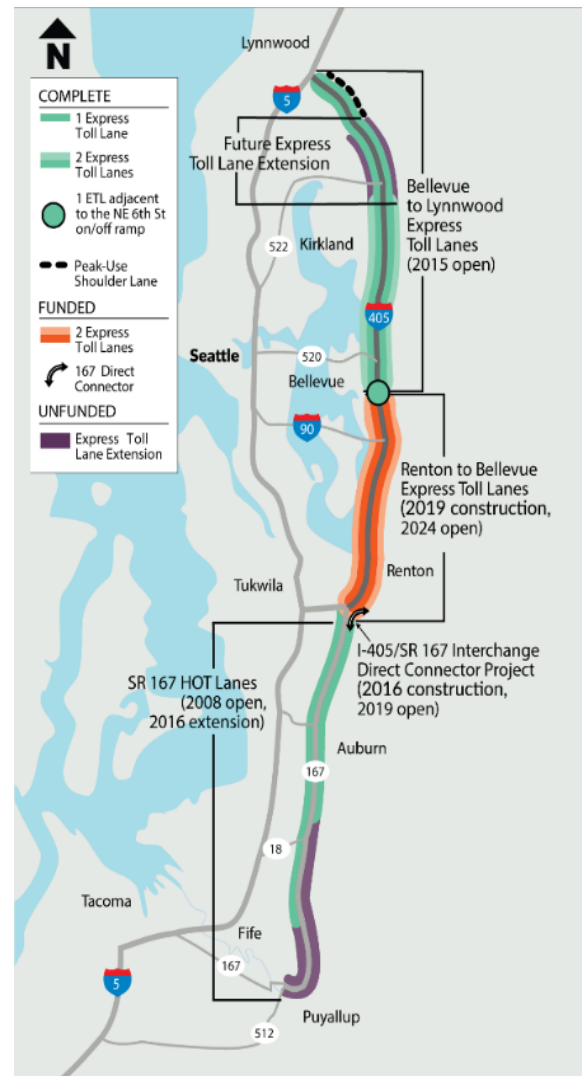 N
COMPLETE
1 Express
Toll Lane
2 Express
Toll Lanes
1 ETL adjacent
to the NE 6th St
on/off ramp
Peak-Use
Shoulder Lane
FUNDED
2 Express
Toll Lanes
167 Direct
Connector
UNFUNDED
Express Toll
Lane Extension
Lynnwood
5
Future Express
Toll Lane Extension
Bellevue
to Lynnwood
Express
Toll Lanes
(2015 open)
522
Kirkland
405
Seattle
520
Bellevue
90
Renton to Bellevue
Express Toll Lanes
(2019 construction,
2024 open)
Renton
Tukwila
I-405/SR 167 Interchange
Direct Connector Project
(2016 construction,
2019 open)
SR 167 HOT Lanes
(2008 open,
2016 extension)
Auburn
167
18
Tacoma
Fife
167
5
Puyallup
512